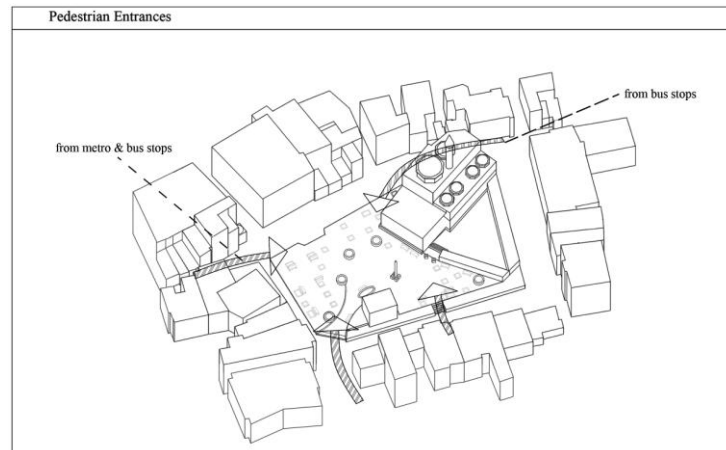 Pedestrian Entrances
from bus stops
from metro & bus stops